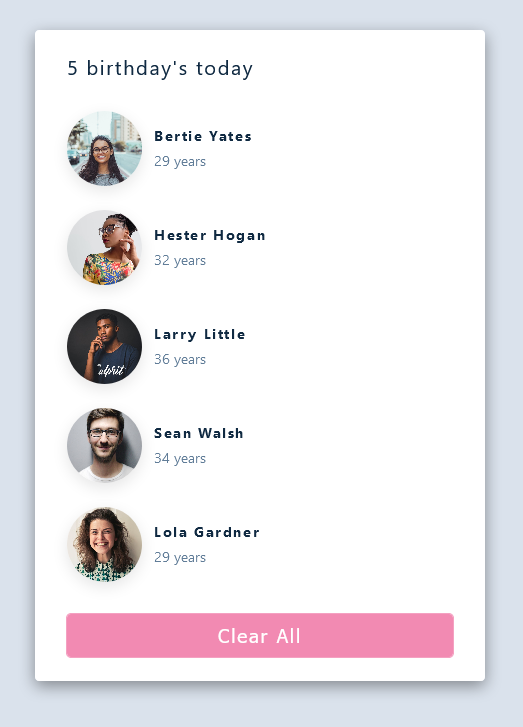 5 birthday's today
Bertie Yates
29 years
Hester Hogan
32 years
Larry Little
36 years
Sean Walsh
34 years
Lola Gardner
29 years
Clear All